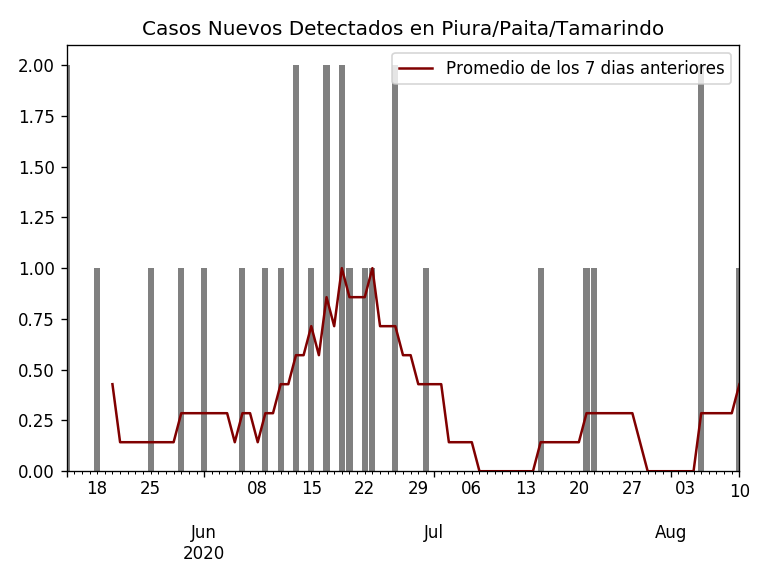 Casos Nuevos Detectados en Piura/Paita/Tamarindo
Promedio de los 7 dias anteriores
2.00
1.75
1.50
1.25
1.00
0.75
0.50
0.25
0.00
18 25 08 15 22 29 06 13 20 27 03 10
Jun Jul Aug
2020